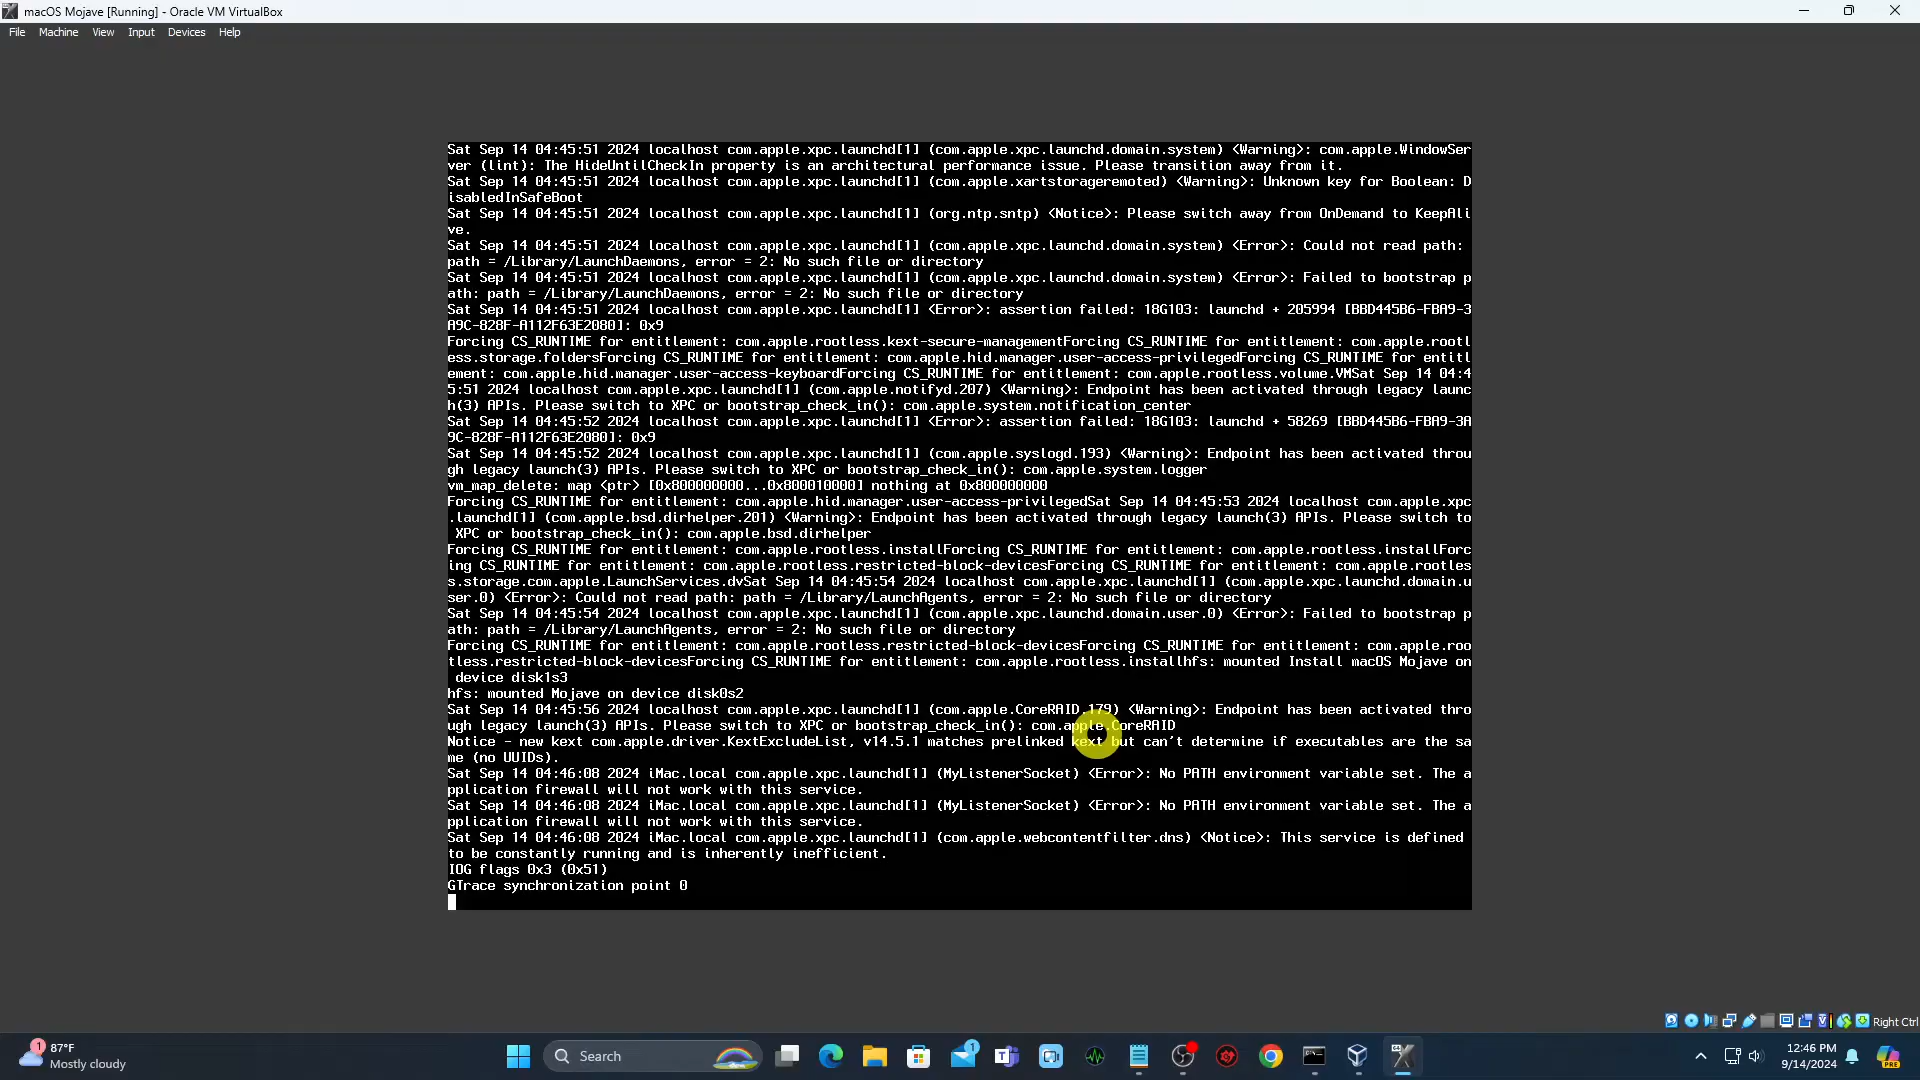 macOS Mojave [Running] - Oracle VM VirtualBox
File Machine View Input Devices Help
Sat Sep 14 04:45:51 2024 localhost com.apple.xpc.launchd[1] (com.apple.xpc.launchd.domain.system) <Warning>: com.apple.WindowSer
ver (lint): The HideUntilCheckIn property is an architectural performance issue. Please transition away from it.
Sat Sep 14 04:45:51 2024 localhost com.apple.xpc.launchd[1] (com.apple.xartstorageremoted) <Warning>: Unknown key for Boolean: D
isabledInSafeBoot
Sat Sep 14 04:45:51 2024 localhost com.apple.xpc.launchd[1] (org.ntp.sntp) <Notice>: Please switch away from OnDemand to KeepAli
ve.
Sat Sep 14 04:45:51 2024 localhost com.apple.xpc.launchd[1] (com.apple.xpc.launchd.domain.system) <Error>: Could not read path:
path = /Library/LaunchDaemons, error = 2: No such file or directory
Sat Sep 14 04:45:51 2024 localhost com.apple.xpc.launchd[1] (com.apple.xpc.launchd.domain.system) <Error>: Failed to bootstrap p
ath: path = /Library/LaunchDaemons, error = 2: No such file or directory
Sat Sep 14 04:45:51 2024 localhost com.apple.xpc.launchd[1] <Error>: assertion failed: 18G103: launchd + 205994 [BBD445B6-FBA9-3
A9C-828F-A112F63E2080]: 0x9
Forcing CS_RUNTIME for entitlement: com.apple.rootless.kext-secure-managementForcing CS_RUNTIME for entitlement: com.apple.rootl
ess.storage.foldersForcing CS_RUNTIME for entitlement: com.apple.hid.manager.user-access-privilegedForcing CS_RUNTIME for entitl
ement: com.apple.hid.manager.user-access-keyboardForcing CS_RUNTIME for entitlement: com.apple.rootless.volume.VMSat Sep 14 04:4
5:51 2024 localhost com.apple.xpc.launchd[1] (com.apple.notifyd.207) <Warning>: Endpoint has been activated through legacy launc
h(3) APIs. Please switch to XPC or bootstrap_check_in(): com.apple.system.notification_center
Sat Sep 14 04:45:52 2024 localhost com.apple.xpc.launchd[1] <Error>: assertion failed: 18G103: launchd + 58269 [BBD445B6-FBA9-3A
9C-828F-A112F63E2080]: 0x9
Sat Sep 14 04:45:52 2024 localhost com.apple.xpc.launchd[1] (com.apple.syslogd.193) <Warning>: Endpoint has been activated throu
gh legacy launch(3) APIs. Please switch to XPC or bootstrap_check_in(): com.apple.system.logger
vm_map_delete: map <ptr> [0x800000000...0x800010000] nothing at 0x800000000
Forcing CS_RUNTIME for entitlement: com.apple.hid.manager.user-access-privilegedSat Sep 14 04:45:53 2024 localhost com.apple.xpc
.launchd[1] (com.apple.bsd.dirhelper.201) <Warning>: Endpoint has been activated through legacy launch(3) APIs. Please switch to
XPC or bootstrap_check_in(): com.apple.bsd.dirhelper
Forcing CS_RUNTIME for entitlement: com.apple.rootless.installForcing CS_RUNTIME for entitlement: com.apple.rootless.installForc
ing CS_RUNTIME for entitlement: com.apple.rootless.restricted-block-devicesForcing CS_RUNTIME for entitlement: com.apple.rootles
s.storage.com.apple.LaunchServices.dvSat Sep 14 04:45:54 2024 localhost com.apple.xpc.launchd[1] (com.apple.xpc.launchd.domain.u
ser.0) <Error>: Could not read path: path = /Library/LaunchAgents, error = 2: No such file or directory
Sat Sep 14 04:45:54 2024 localhost com.apple.xpc.launchd[1] (com.apple.xpc.launchd.domain.user.0) <Error>: Failed to bootstrap p
ath: path = /Library/LaunchAgents, error = 2: No such file or directory
Forcing CS_RUNTIME for entitlement: com.apple.rootless.restricted-block-devicesForcing CS_RUNTIME for entitlement: com.apple.roo
tless.restricted-block-devicesForcing CS_RUNTIME for entitlement: com.apple.rootless.installhfs: mounted Install macOS Mojave on
device disk1s3
hfs: mounted Mojave on device disk0s2
Sat Sep 14 04:45:56 2024 localhost com.apple.xpc.launchd[1] (com.apple.CoreRAID.179) <Warning>: Endpoint has been activated thro
ugh legacy launch(3) APIs. Please switch to XPC or bootstrap_check_in(): com.apple.CoreRAID
Notice - new kext com.apple.driver.KextExcludeList, v14.5.1 matches prelinked kext but can't determine if executables are the sa
me (no UUIDs).
Sat Sep 14 04:46:08 2024 iMac.local com.apple.xpc.launchd[1] (MyListenerSocket) <Error>: No PATH environment variable set. The a
pplication firewall will not work with this service.
Sat Sep 14 04:46:08 2024 iMac.local com.apple.xpc.launchd[1] (MyListenerSocket) <Error>: No PATH environment variable set. The a
pplication firewall will not work with this service.
Sat Sep 14 04:46:08 2024 iMac.local com.apple.xpc.launchd[1] (com.apple.webcontentfilter.dns) <Notice>: This service is defined
to be constantly running and is inherently inefficient.
IOG flags 0x3 (0x51)
GTrace synchronization point 0
Right Ctrl
1
87°F
Mostly cloudy
Search
1
12:46 PM
9/14/2024
PRE